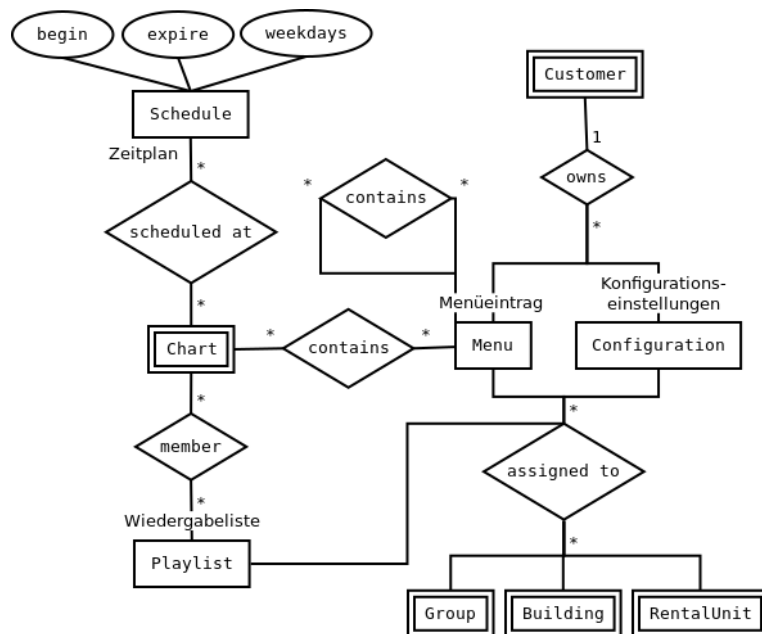 begin
expire
weekdays
Customer
Schedule
Zeitplan
*
1
owns
*
contains
*
scheduled at
*
*
Konfigurations-
einstellungen
Menüeintrag
*
Chart
*
contains
*
Menu
Configuration
*
member
*
assigned to
*
Wiedergabeliste
Playlist
*
Group
Building
RentalUnit